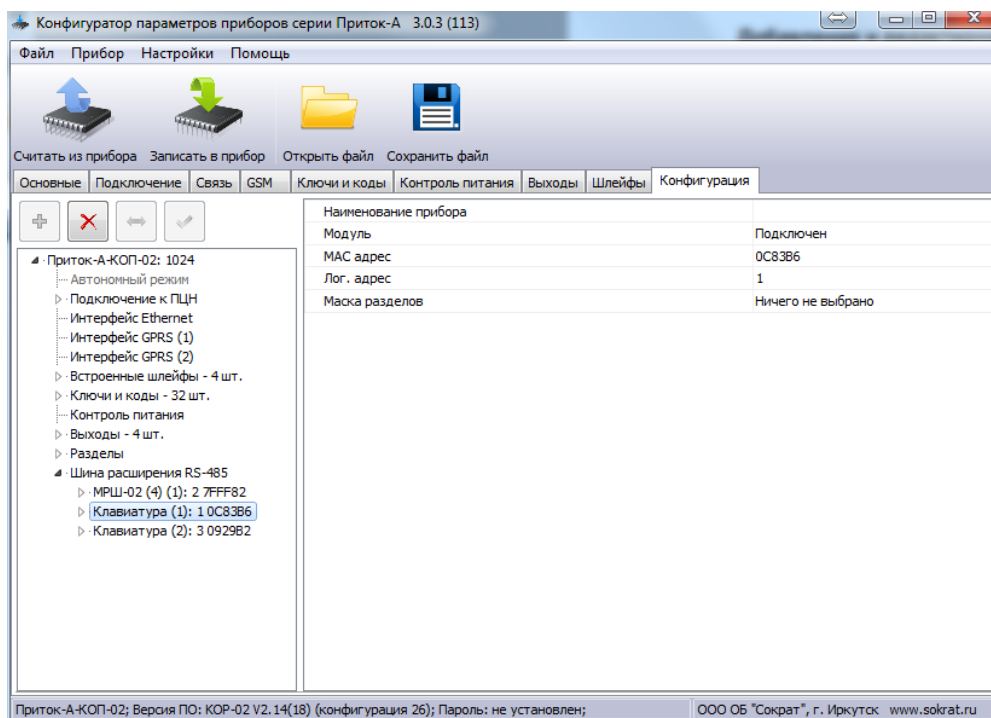 Конфигуратор параметров приборов серии Приток-А 3.0.3 (113)
Файл Прибор Настройки Помощь
Считать из прибора Записать в прибор Открыть файл Сохранить файл
Основные Подключение Связь GSM Ключи и коды Контроль питания Выходы Шлейфы Конфигурация
Приток-А-КОП-02: 1024
Автономный режим
Подключение к ПЦН
Интерфейс Ethernet
Интерфейс GPRS (1)
Интерфейс GPRS (2)
Встроенные шлейфы - 4 шт.
Ключи и коды - 32 шт.
Контроль питания
Выходы - 4 шт.
Разделы
Шина расширения RS-485
МРШ-02 (4) (1): 2 7FFF82
Клавиатура (1): 1 0C83B6
Клавиатура (2): 3 0929B2
Наименование прибора
Модуль Подключен
MAC адрес 0C83B6
Лог. адрес 1
Маска разделов Ничего не выбрано
Приток-А-КОП-02; Версия ПО: КОР-02 V2.14(18) (конфигурация 26); Пароль: не установлен;
ООО ОБ "Сократ", г. Иркутск www.sokrat.ru